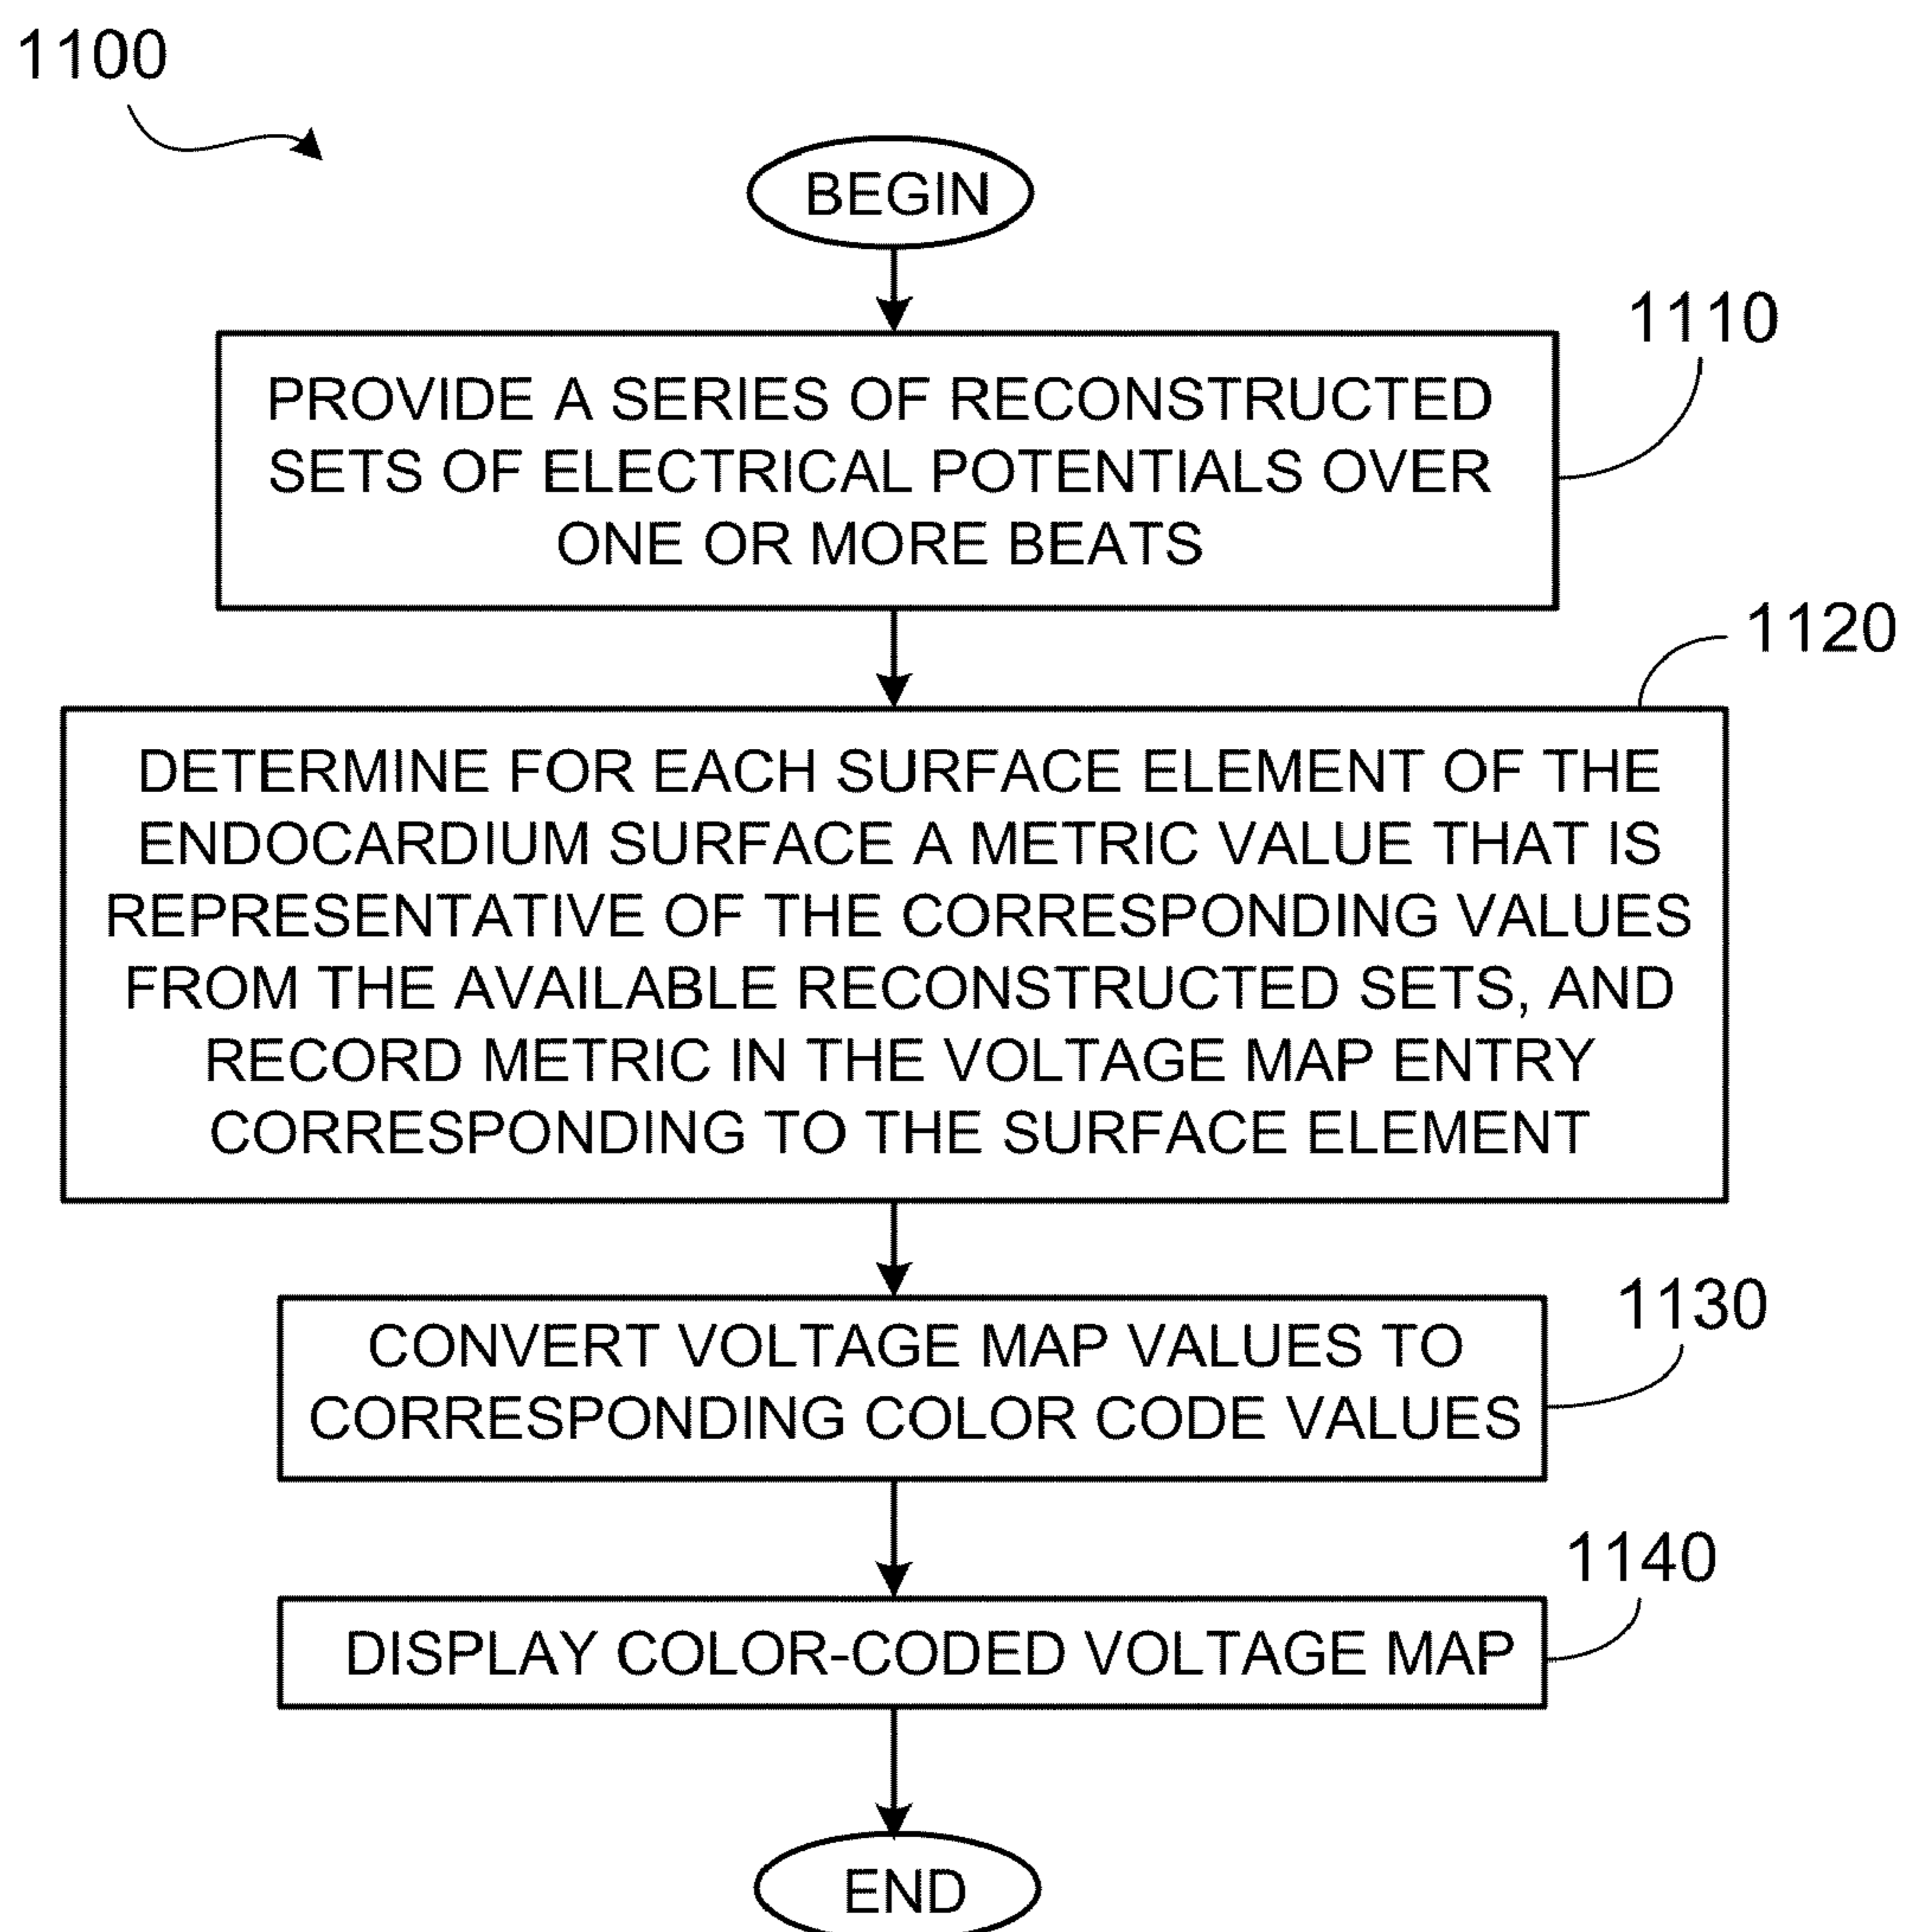 1100
BEGIN
1110
PROVIDE A SERIES OF RECONSTRUCTED
SETS OF ELECTRICAL POTENTIALS OVER
ONE OR MORE BEATS
1120
DETERMINE FOR EACH SURFACE ELEMENT OF THE
ENDOCARDIUM SURFACE A METRIC VALUE THAT IS
REPRESENTATIVE OF THE CORRESPONDING VALUES
FROM THE AVAILABLE RECONSTRUCTED SETS, AND
RECORD METRIC IN THE VOLTAGE MAP ENTRY
CORRESPONDING TO THE SURFACE ELEMENT
1130
CONVERT VOLTAGE MAP VALUES TO
CORRESPONDING COLOR CODE VALUES
1140
DISPLAY COLOR-CODED VOLTAGE MAP
END